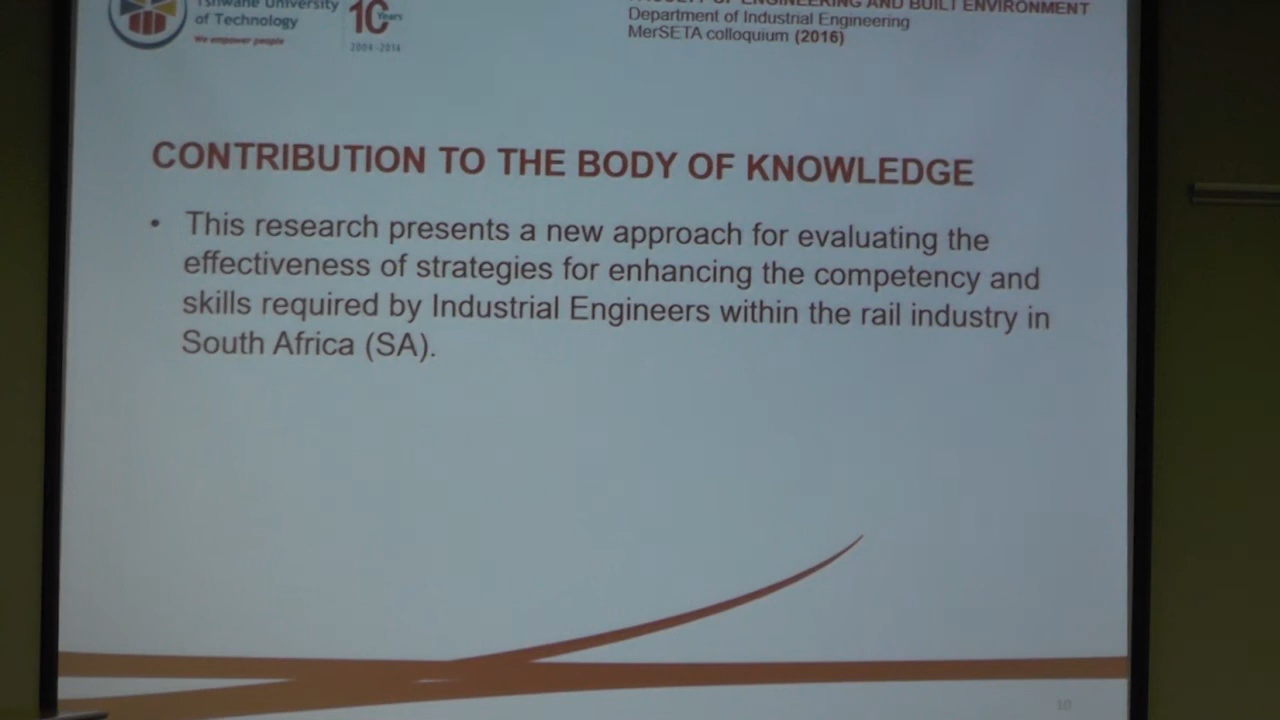 Tshwane University
of Technology
We empower people
10 Years
2004 - 2014
FACULTY OF ENGINEERING AND BUILT ENVIRONMENT
Department of Industrial Engineering
MerSETA colloquium (2016)
CONTRIBUTION TO THE BODY OF KNOWLEDGE
• This research presents a new approach for evaluating the
effectiveness of strategies for enhancing the competency and
skills required by Industrial Engineers within the rail industry in
South Africa (SA).
10